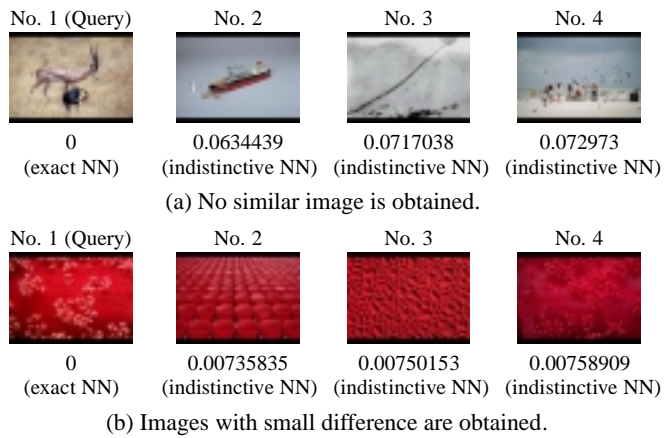 No. 1 (Query) No. 2 No. 3 No. 4
0 0.0634439 0.0717038 0.072973
(exact NN) (indistinctive NN) (indistinctive NN) (indistinctive NN)
(a) No similar image is obtained.
No. 1 (Query) No. 2 No. 3 No. 4
0 0.00735835 0.00750153 0.00758909
(exact NN) (indistinctive NN) (indistinctive NN) (indistinctive NN)
(b) Images with small difference are obtained.